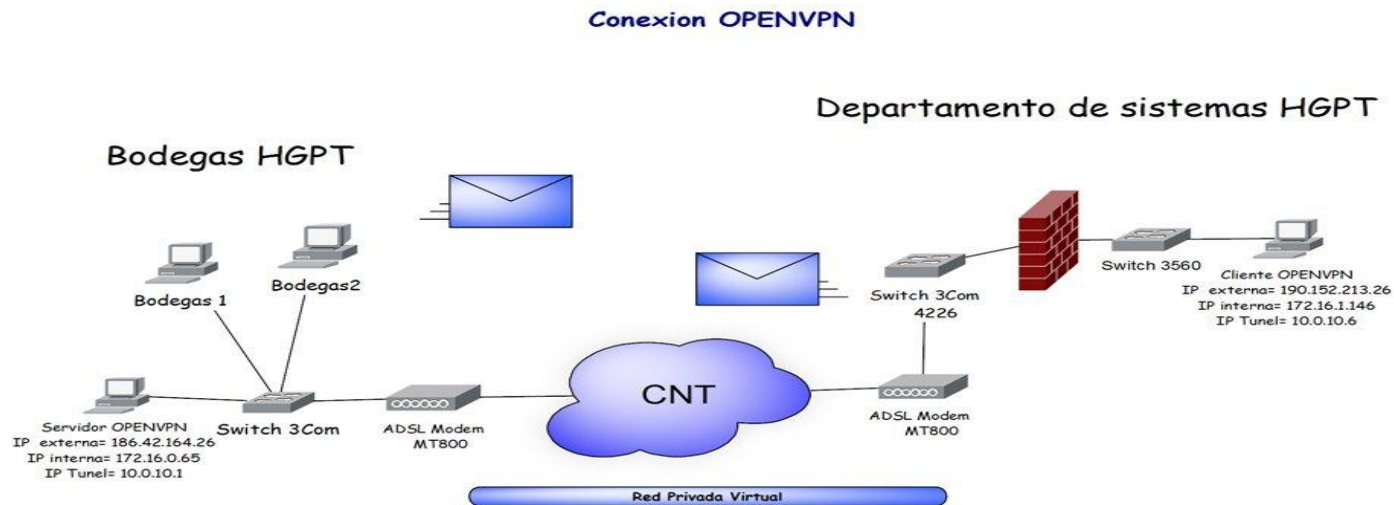 Conexion OPENVPN
Departamento de sistemas HGPT
Bodegas HGPT
Bodegas 1
Bodegas2
Switch 3Com
4226
Switch 3560
Cliente OPENVPN
IP externa= 190.152.213.26
IP interna= 172.16.1.146
IP Tunel= 10.0.10.6
Servidor OPENVPN
IP externa= 186.42.164.26
IP interna= 172.16.0.65
IP Tunel= 10.0.10.1
Switch 3Com
ADSL Modem
MT800
CNT
ADSL Modem
MT800
Red Privada Virtual